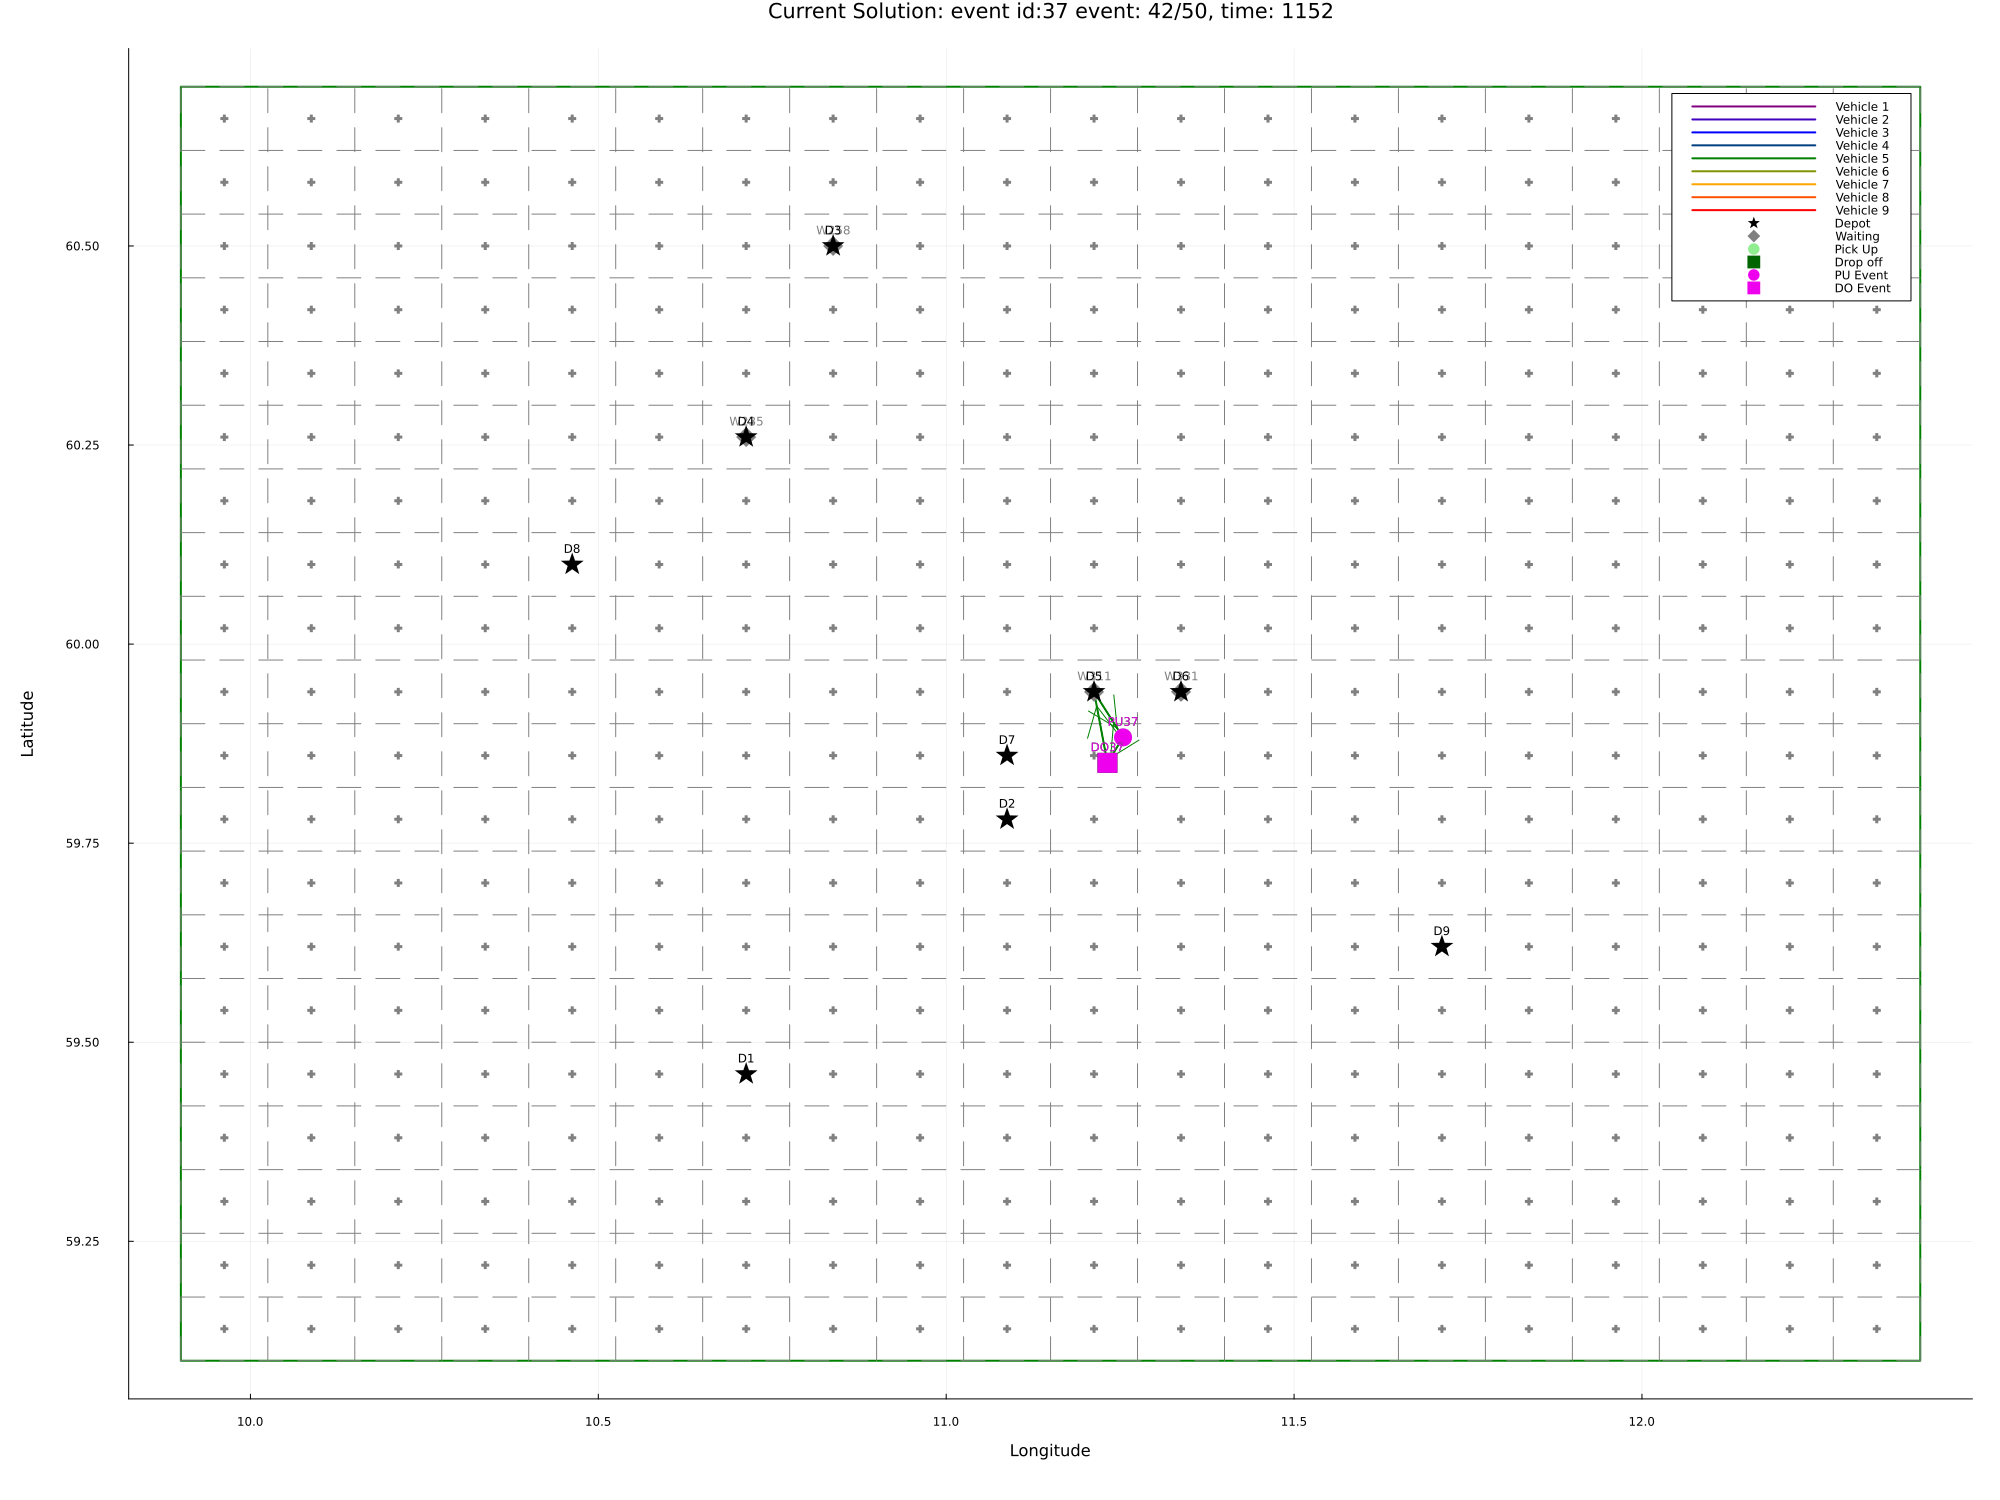 Current Solution: event id:37 event: 42/50, time: 1152
Vehicle 1
Vehicle 2
Vehicle 3
Vehicle 4
Vehicle 5
Vehicle 6
Vehicle 7
Vehicle 8
Vehicle 9
Depot
Waiting
Pick Up
Drop off
PU Event
DO Event
60.50
60.25
60.00
59.75
59.50
59.25
Latitude
D3
D4
D8
D5
D6
PU37
D7
DO37
D2
D9
D1
10.0
10.5
11.0
11.5
12.0
Longitude